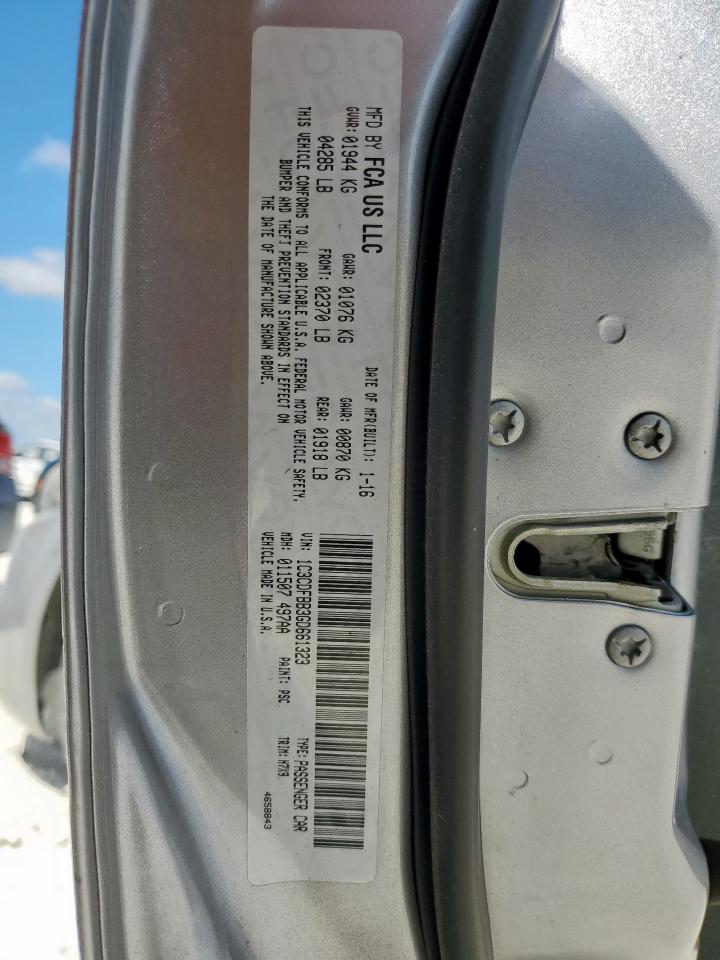 MFD BY FCA US LLC
DATE OF MFR(BUILT): 1-16
GVWR: 01944 KG GAWR: 01076 KG GAWR: 00870 KG
04285 LB FRONT: 02370 LB REAR: 01918 LB
THIS VEHICLE CONFORMS TO ALL APPLICABLE U.S.A. FEDERAL MOTOR VEHICLE SAFETY,
BUMPER AND THEFT PREVENTION STANDARDS IN EFFECT ON
THE DATE OF MANUFACTURE SHOWN ABOVE.
VIN: 1C3CDFBB3GD661323 TYPE: PASSENGER CAR
MDH: 011507 497AA PAINT: PSC TRIM: H7X9
VEHICLE MADE IN U.S.A.
4658843